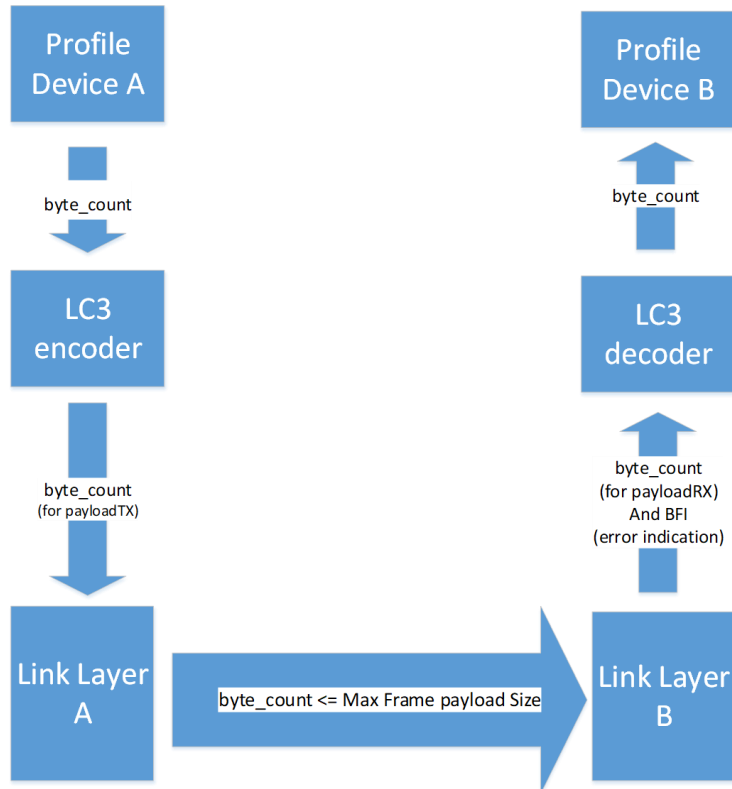 Profile
Device A
byte_count
LC3
encoder
byte_count
(for payloadTX)
Link Layer
A
byte_count <= Max Frame payload Size
Profile
Device B
byte_count
LC3
decoder
byte_count
(for payloadRX)
And BFI
(error indication)
Link Layer
B